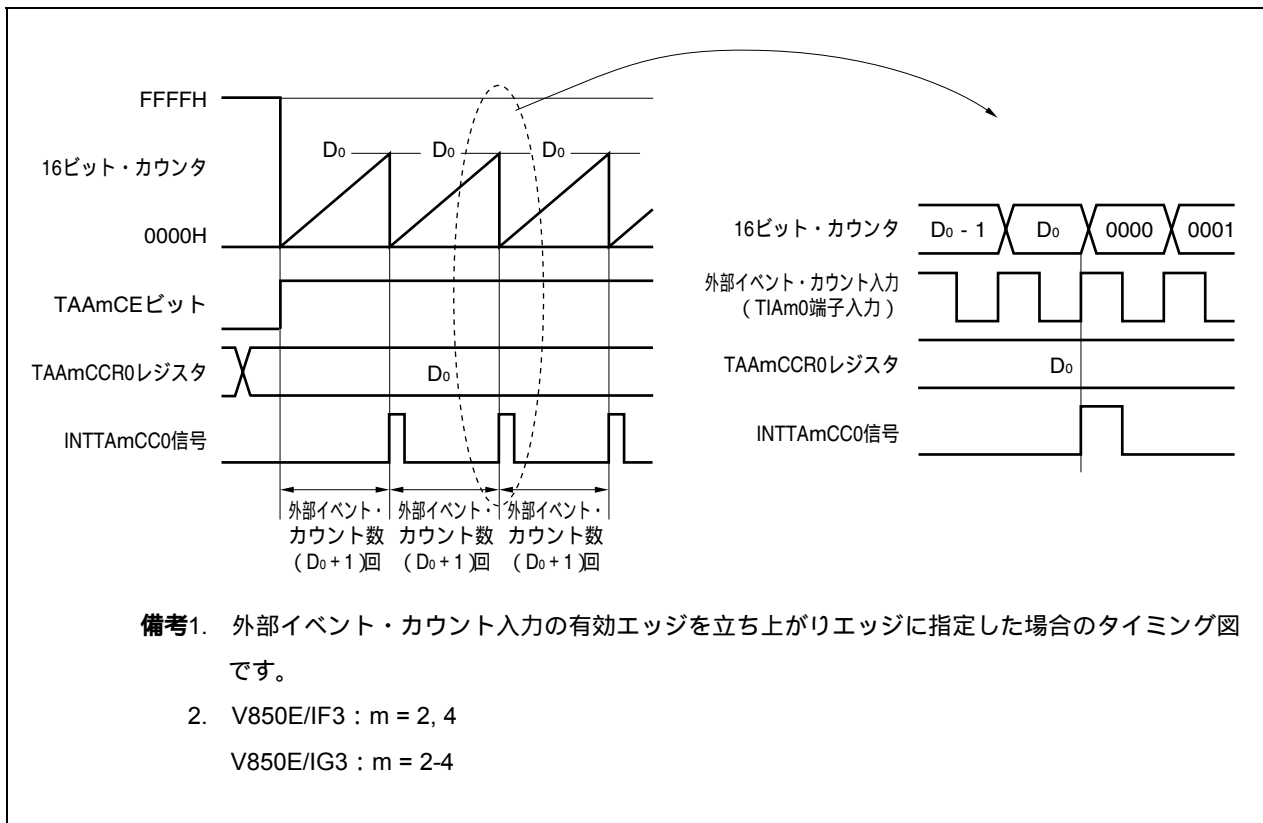 FFFFH
16ビット・カウンタ
0000H
D0 D0 D0
TAAmCEビット
TAAmCCR0レジスタ
D0
INTTAmCC0信号
外部イベント・ 外部イベント・ 外部イベント・
カウント数 カウント数 カウント数
(D0+1)回 (D0+1)回 (D0+1)回
16ビット・カウンタ
D0 - 1 D0 0000 0001
外部イベント・カウント入力
(TIAm0端子入力)
TAAmCCR0レジスタ
D0
INTTAmCC0信号
備考1. 外部イベント・カウント入力の有効エッジを立ち上がりエッジに指定した場合のタイミング図
です。
2. V850E/IF3:m = 2, 4
V850E/IG3:m = 2-4